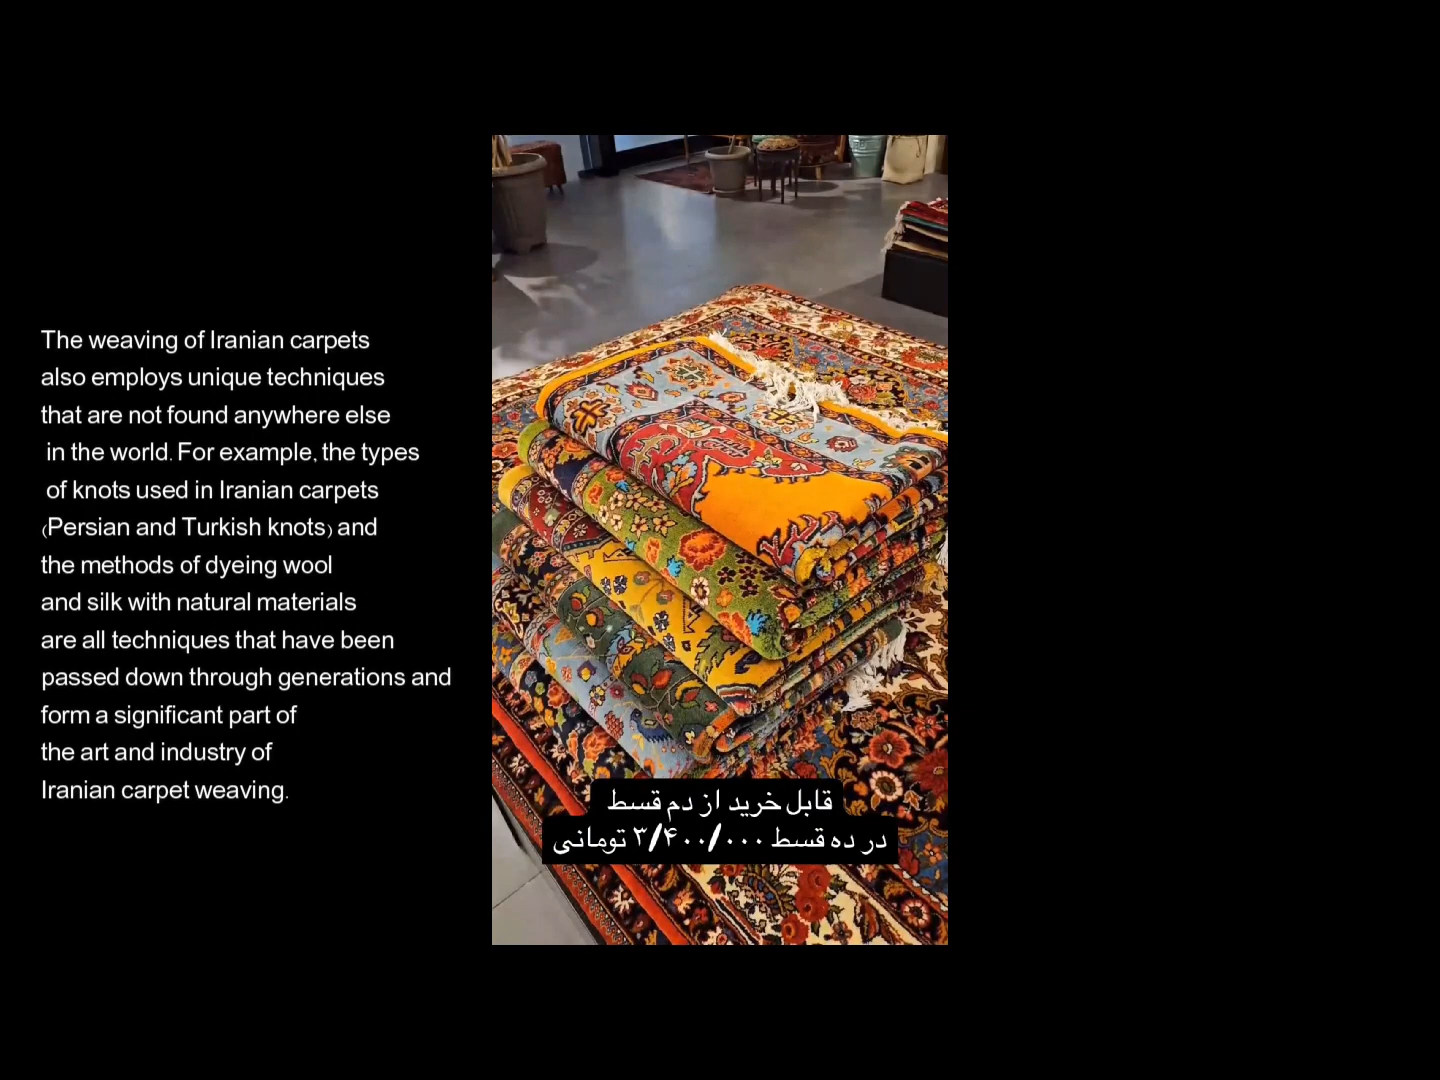 The weaving of Iranian carpets
also employs unique techniques
that are not found anywhere else
in the world. For example, the types
of knots used in Iranian carpets
(Persian and Turkish knots) and
the methods of dyeing wool
and silk with natural materials
are all techniques that have been
passed down through generations and
form a significant part of
the art and industry of
Iranian carpet weaving.
قابل خرید از دم قسط
در ده قسط ۳/۴۰۰/۰۰۰ تومانی